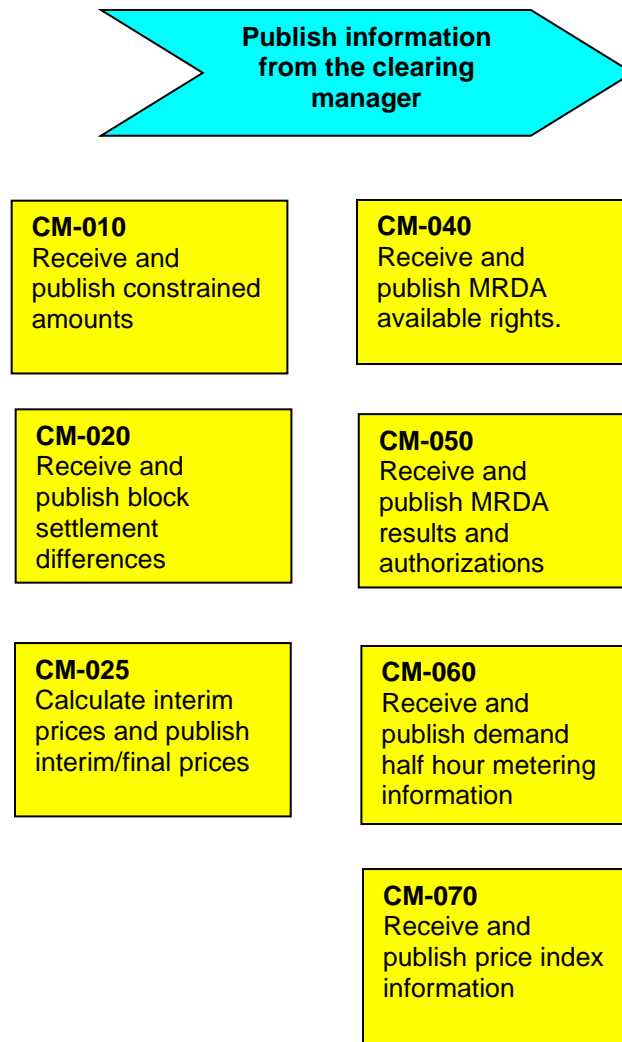 Publish information
from the clearing
manager
CM-010
Receive and
publish constrained
amounts
CM-020
Receive and
publish block
settlement
differences
CM-025
Calculate interim
prices and publish
interim/final prices
CM-040
Receive and
publish MRDA
available rights.
CM-050
Receive and
publish MRDA
results and
authorizations
CM-060
Receive and
publish demand
half hour metering
information
CM-070
Receive and
publish price index
information